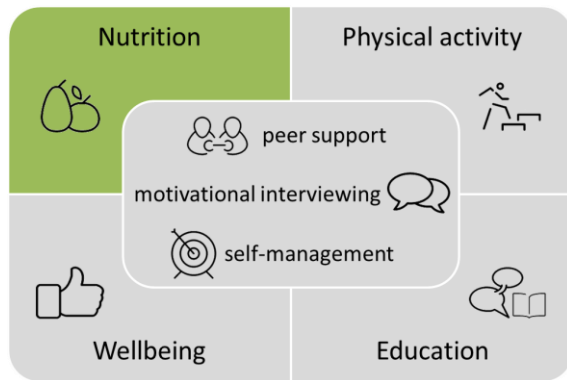 Nutrition
Physical activity
peer support
motivational interviewing
self-management
Wellbeing
Education